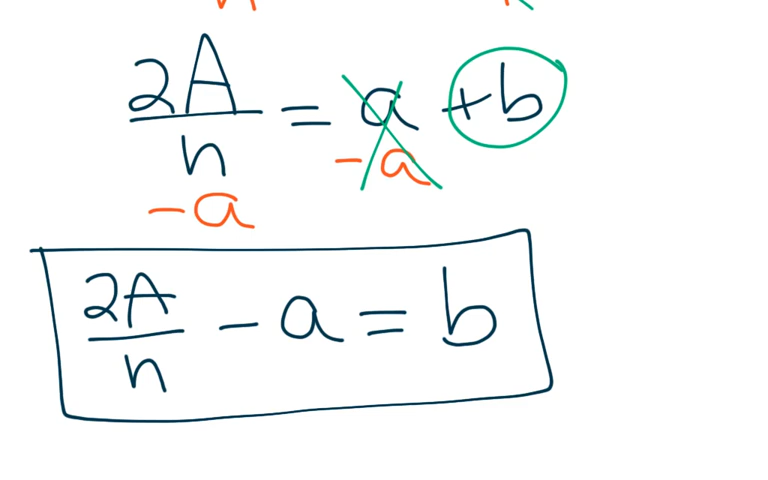 2A
— = a + b
n
- a - a
2A
— - a = b
n